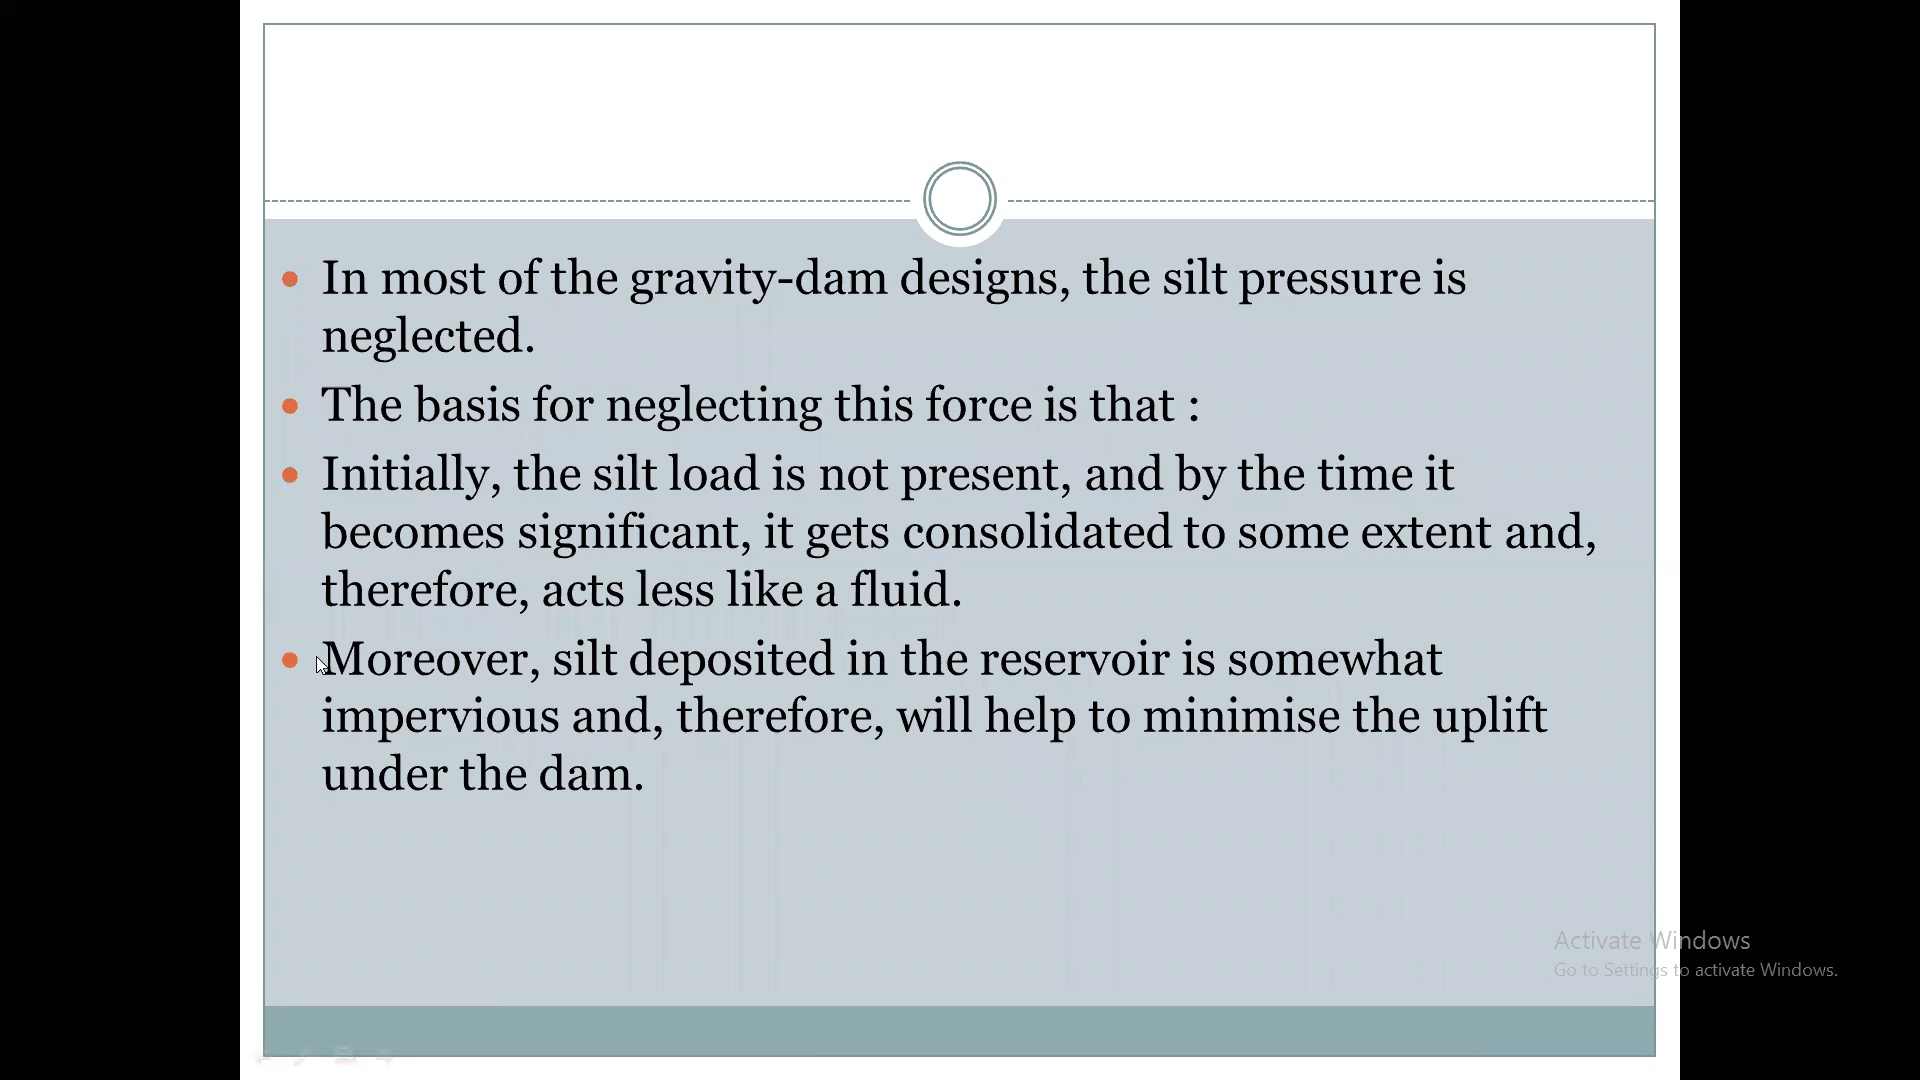 In most of the gravity-dam designs, the silt pressure is
neglected.
The basis for neglecting this force is that :
Initially, the silt load is not present, and by the time it
becomes significant, it gets consolidated to some extent and,
therefore, acts less like a fluid.
Moreover, silt deposited in the reservoir is somewhat
impervious and, therefore, will help to minimise the uplift
under the dam.
Activate Windows
Go to Settings to activate Windows.